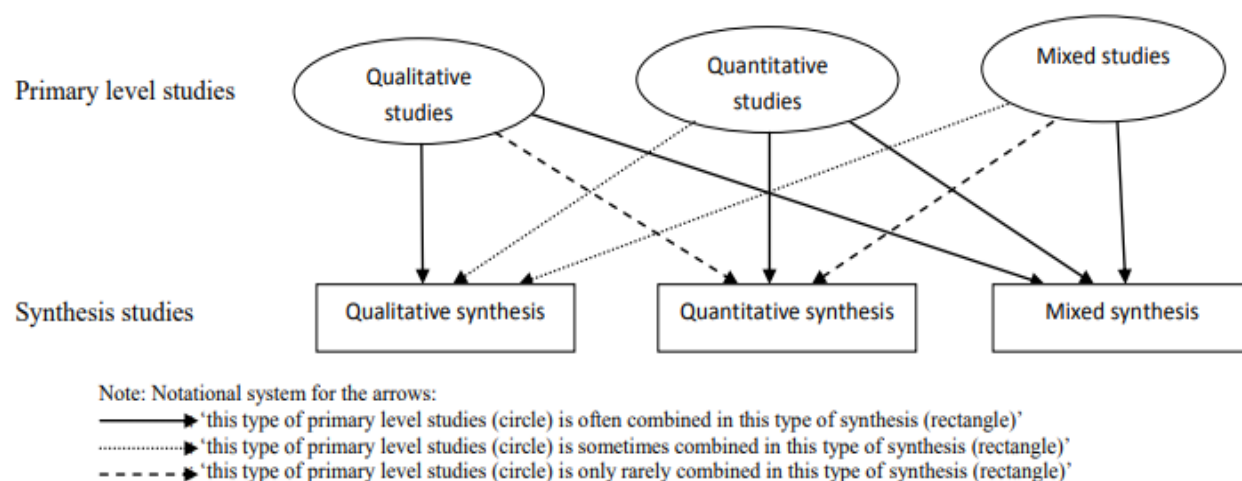 Primary level studies
Qualitative
studies
Quantitative
studies
Mixed studies
Synthesis studies
Qualitative synthesis
Quantitative synthesis
Mixed synthesis
Note: Notational system for the arrows:
‘this type of primary level studies (circle) is often combined in this type of synthesis (rectangle)’
‘this type of primary level studies (circle) is sometimes combined in this type of synthesis (rectangle)’
‘this type of primary level studies (circle) is only rarely combined in this type of synthesis (rectangle)’